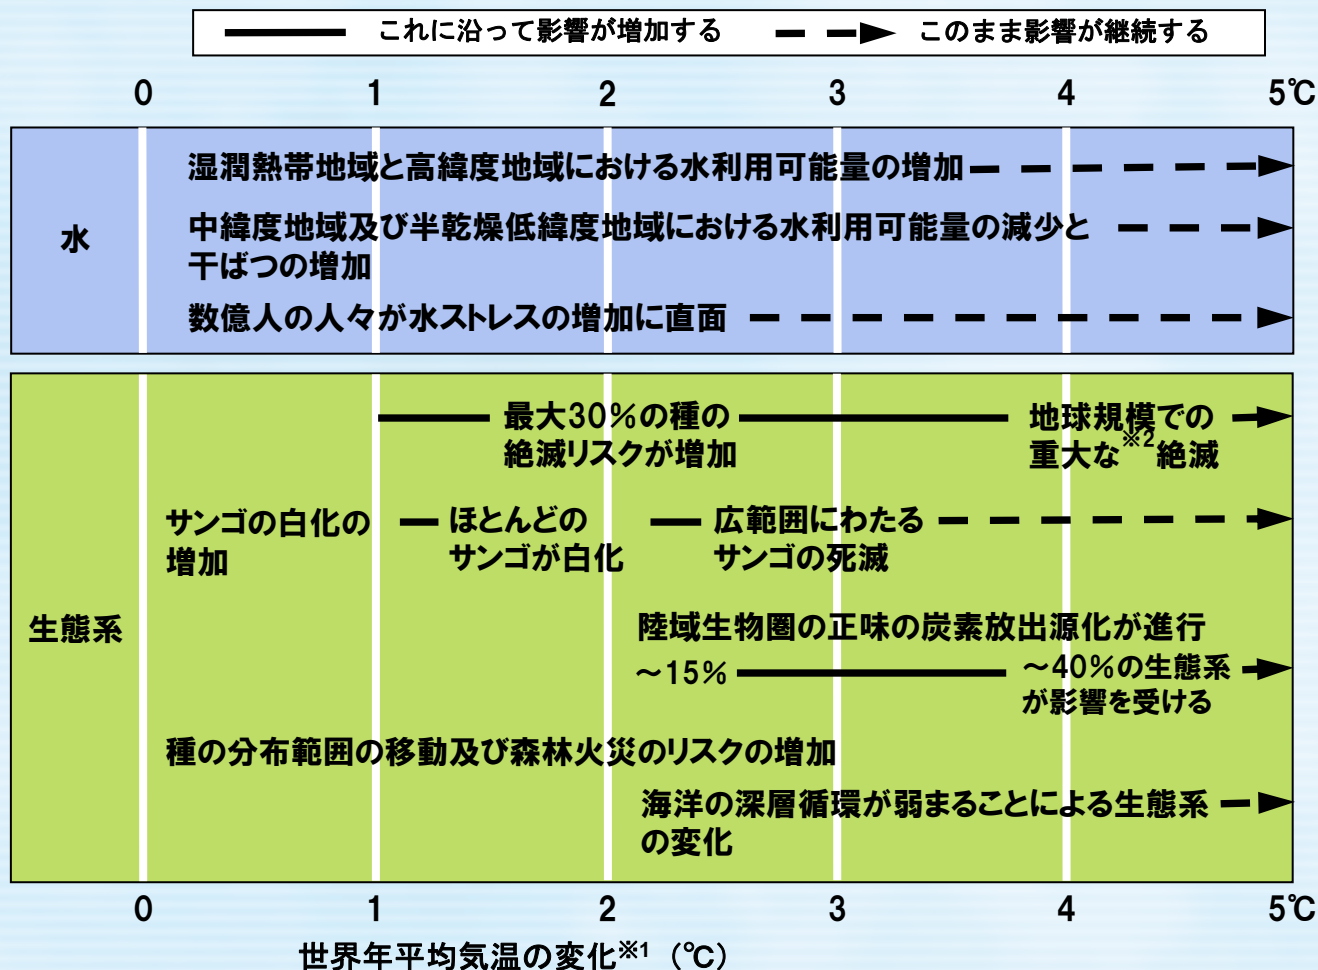 これに沿って影響が増加する　このまま影響が継続する
0 1 2 3 4 5℃
水
湿潤熱帯地域と高緯度地域における水利用可能量の増加
中緯度地域及び半乾燥低緯度地域における水利用可能量の減少と
干ばつの増加
数億人の人々が水ストレスの増加に直面
生態系
最大30%の種の
絶滅リスクが増加
地球規模での
重大な※2絶滅
サンゴの白化の
増加
ほとんどの
サンゴが白化
広範囲にわたる
サンゴの死滅
陸域生物圏の正味の炭素放出源化が進行
～15%
～40%の生態系
が影響を受ける
種の分布範囲の移動及び森林火災のリスクの増加
海洋の深層循環が弱まることによる生態系
の変化
0 1 2 3 4 5℃
世界年平均気温の変化※1（℃）